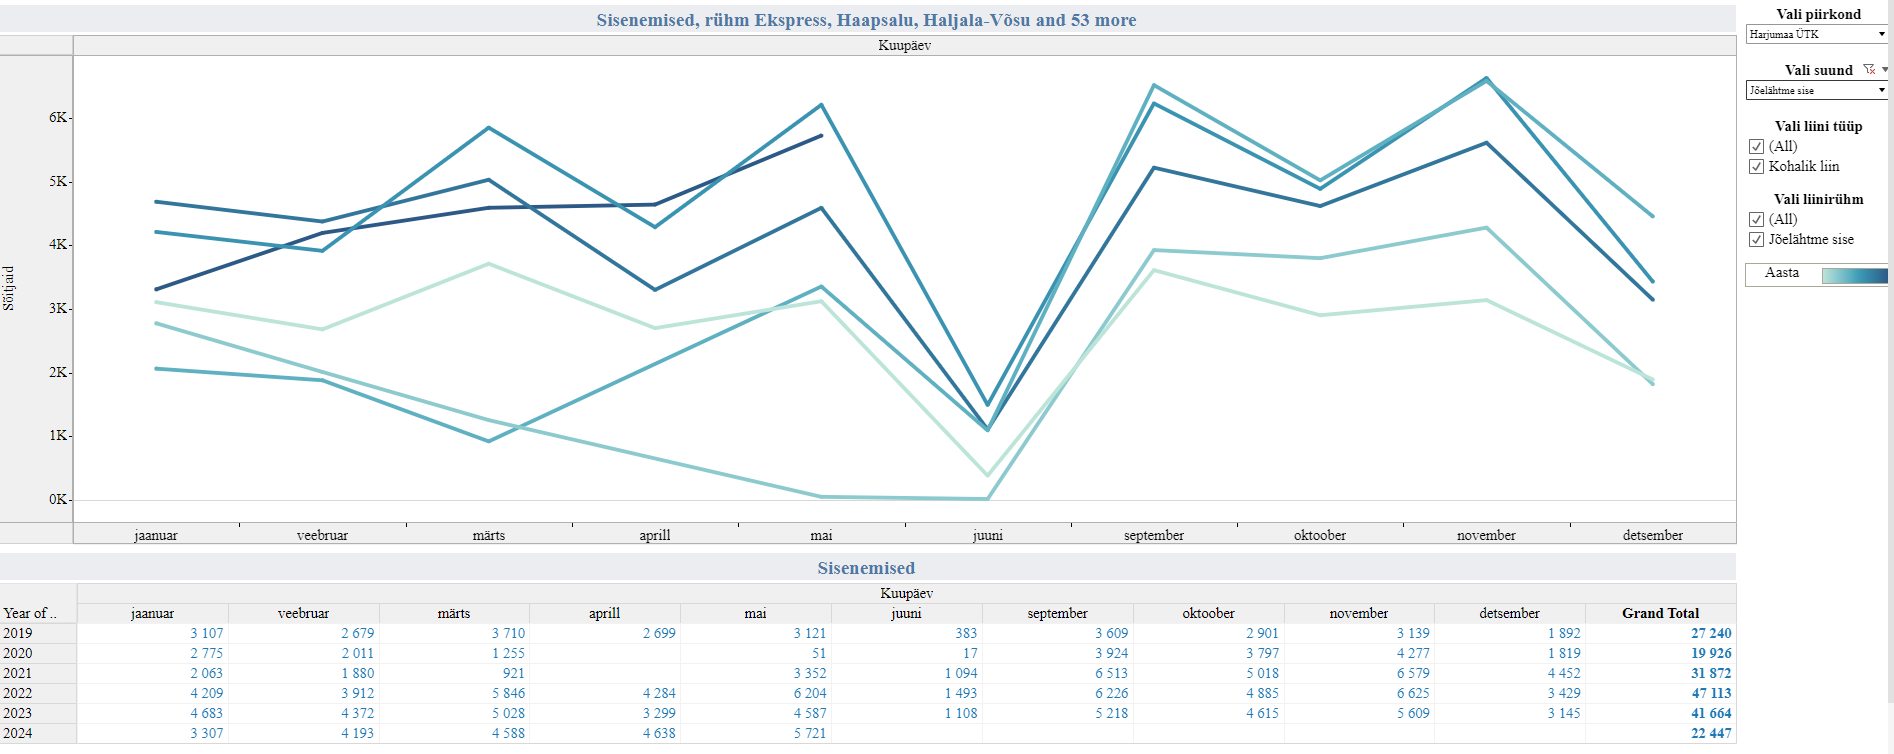 Sisenemised, rühm Ekspress, Haapsalu, Haljala-Võsu and 53 more
Kuupäev
Sõitjaid
6K
5K
4K
3K
2K
1K
0K
jaanuar veebruar märts aprill mai juuni september oktoober november detsember
Vali piirkond
Harjumaa ÜTK
Vali suund
Jõelähtme sise
Vali liini tüüp
(All)
Kohalik liin
Vali liinirühm
(All)
Jõelähtme sise
Aasta
Sisenemised
Kuupäev
Year of .. jaanuar veebruar märts aprill mai juuni september oktoober november detsember Grand Total
2019 3 107 2 679 3 710 2 699 3 121 383 3 609 2 901 3 139 1 892 27 240
2020 2 775 2 011 1 255 51 17 3 924 3 797 4 277 1 819 19 926
2021 2 063 1 880 921 3 352 1 094 6 513 5 018 6 579 4 452 31 872
2022 4 209 3 912 5 846 4 284 6 204 1 493 6 226 4 885 6 625 3 429 47 113
2023 4 683 4 372 5 028 3 299 4 587 1 108 5 218 4 615 5 609 3 145 41 664
2024 3 307 4 193 4 588 4 638 5 721 22 447